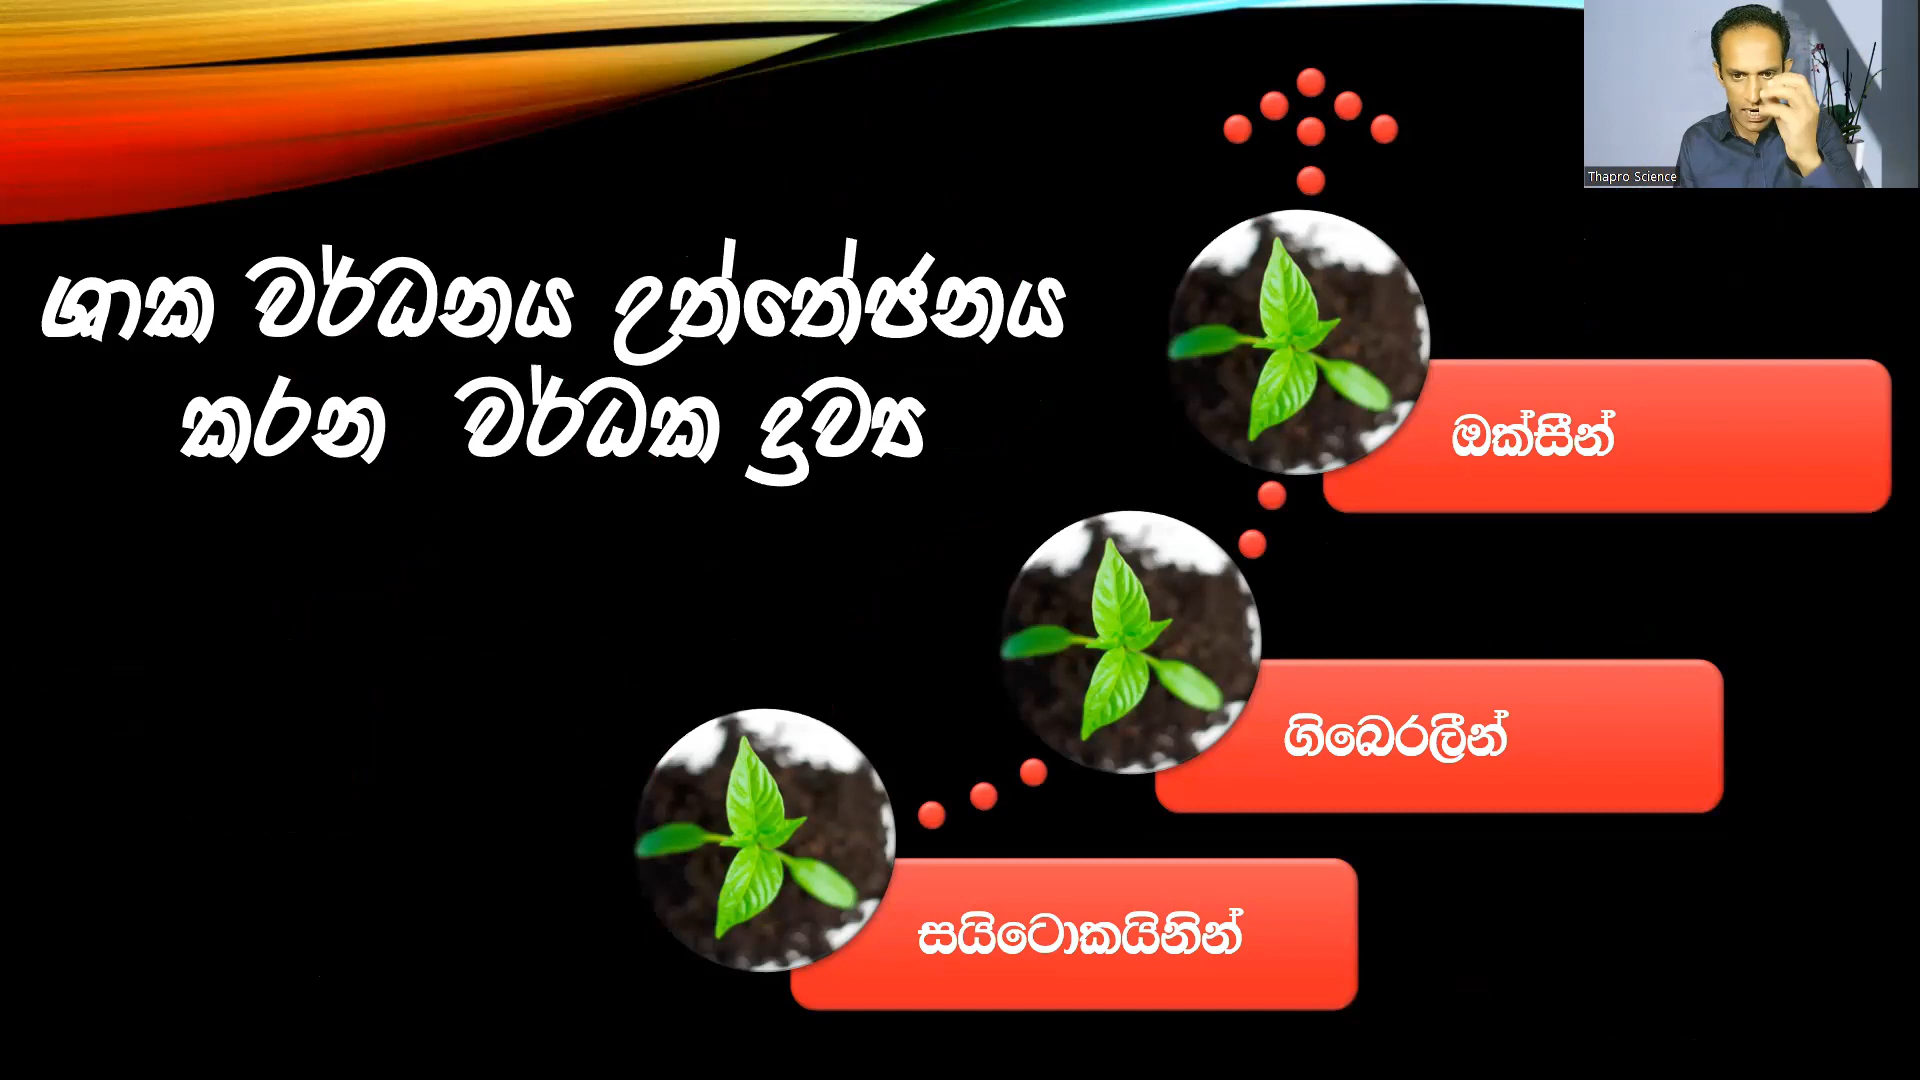 ශාක වර්ධනය උත්තේජනය
කරන වර්ධක ද්‍රව්‍ය
Thapro Science
ඔක්සීන්
ගිබෙරලීන්
සයිටොකයිනින්